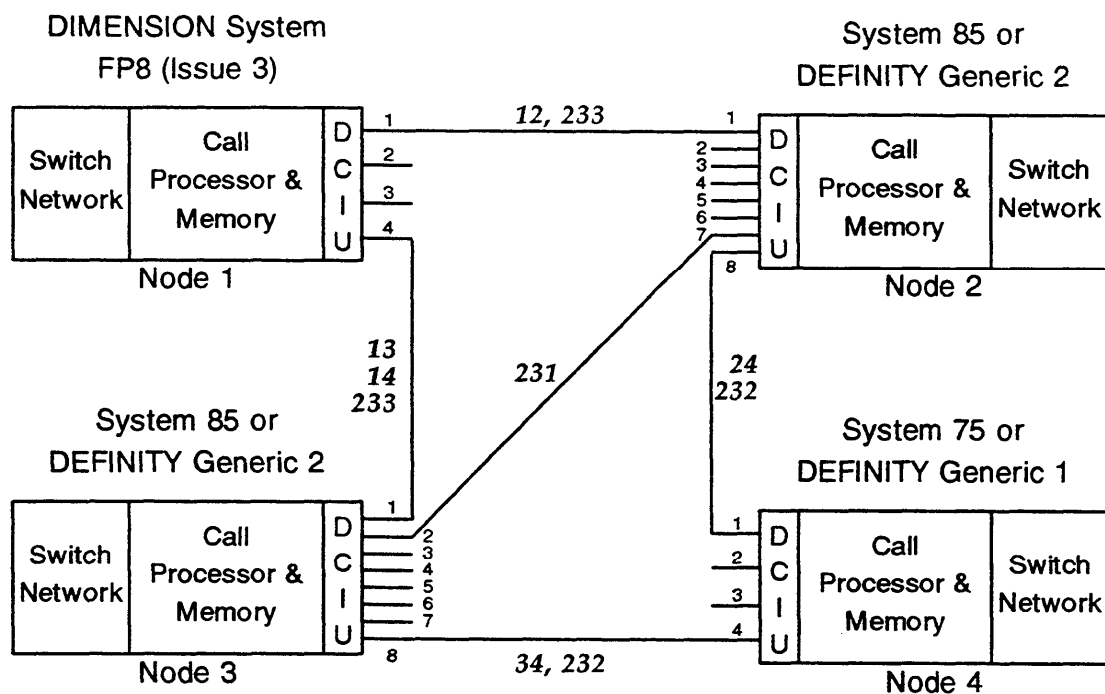 DIMENSION System
FP8 (Issue 3)
Switch
Network
Call
Processor &
Memory
D
C
I
U
1
2
3
4
Node 1
12, 233
System 85 or
DEFINITY Generic 2
1
2
3
4
5
6
7
8
D
C
I
U
Call
Processor &
Memory
Switch
Network
Node 2
13
14
233
231
24
232
System 85 or
DEFINITY Generic 2
Switch
Network
Call
Processor &
Memory
D
C
I
U
1
2
3
4
5
6
7
8
Node 3
34, 232
System 75 or
DEFINITY Generic 1
1
2
3
4
D
C
I
U
Call
Processor &
Memory
Switch
Network
Node 4